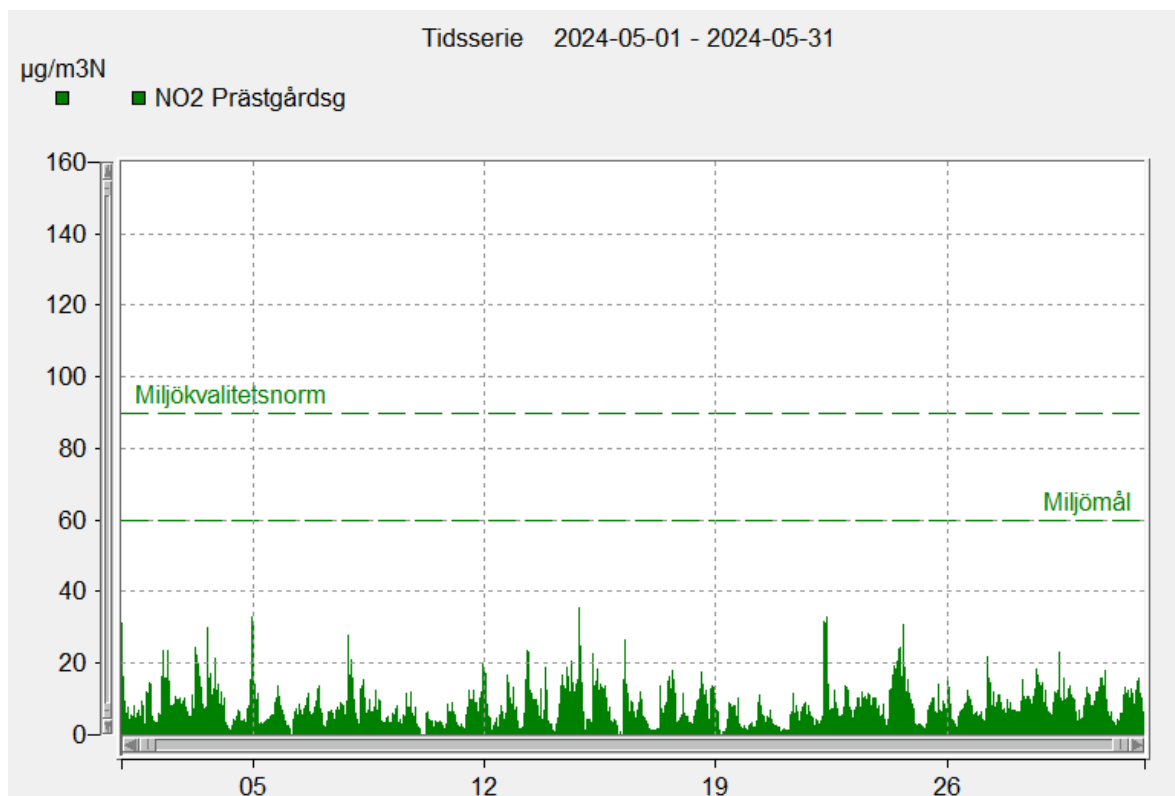 Tidsserie 2024-05-01 - 2024-05-31
µg/m3N
NO2 Prästgårdsg
160
140
120
100
Miljökvalitetsnorm
80
Miljömål
60
40
20
0
05 12 19 26